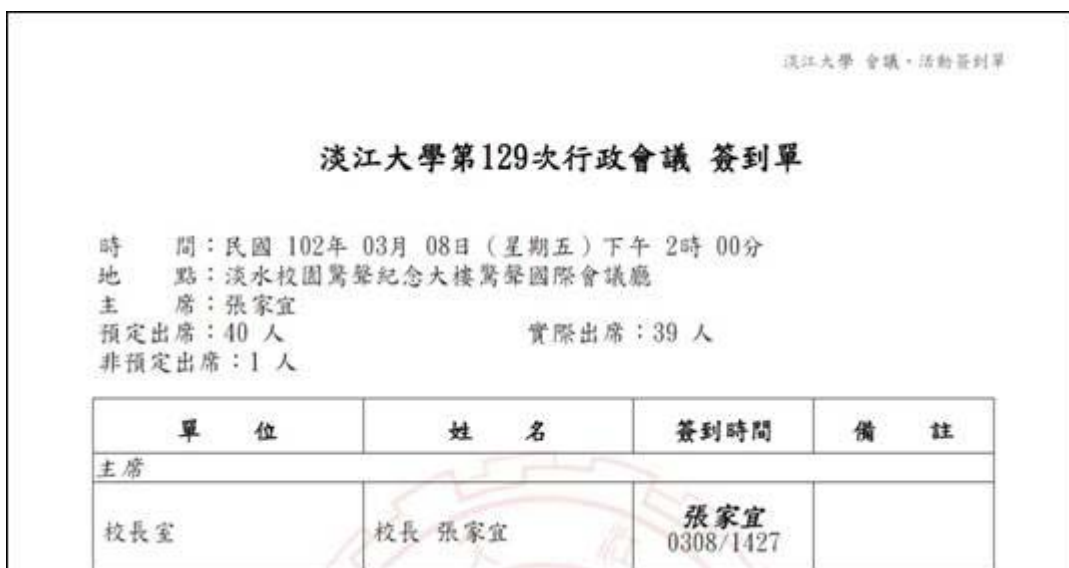 淡江大學 會議、活動簽到單
淡江大學第129次行政會議 簽到單
時　　間：民國 102年 03月 08日（星期五）下午 2時 00分
地　　點：淡水校園驚聲紀念大樓驚聲國際會議廳
主　　席：張家宜
預定出席：40 人　實際出席：39 人
非預定出席：1 人
單　位　姓　名　簽到時間　備　註
主席
校長室　校長 張家宜　張家宜
0308/1427